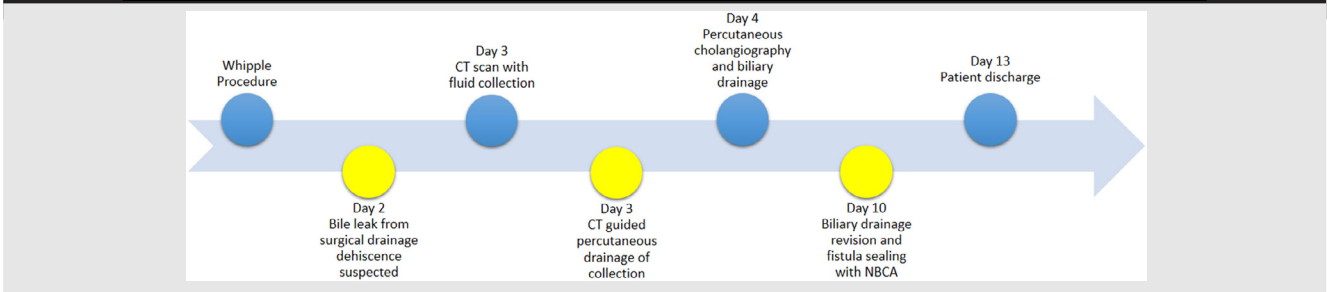 Whipple
Procedure
Day 2
Bile leak from
surgical drainage
dehiscence
suspected
Day 3
CT scan with
fluid collection
Day 3
CT guided
percutaneous
drainage of
collection
Day 4
Percutaneous
cholangiography
and biliary
drainage
Day 10
Biliary drainage
revision and
fistula sealing
with NBCA
Day 13
Patient discharge